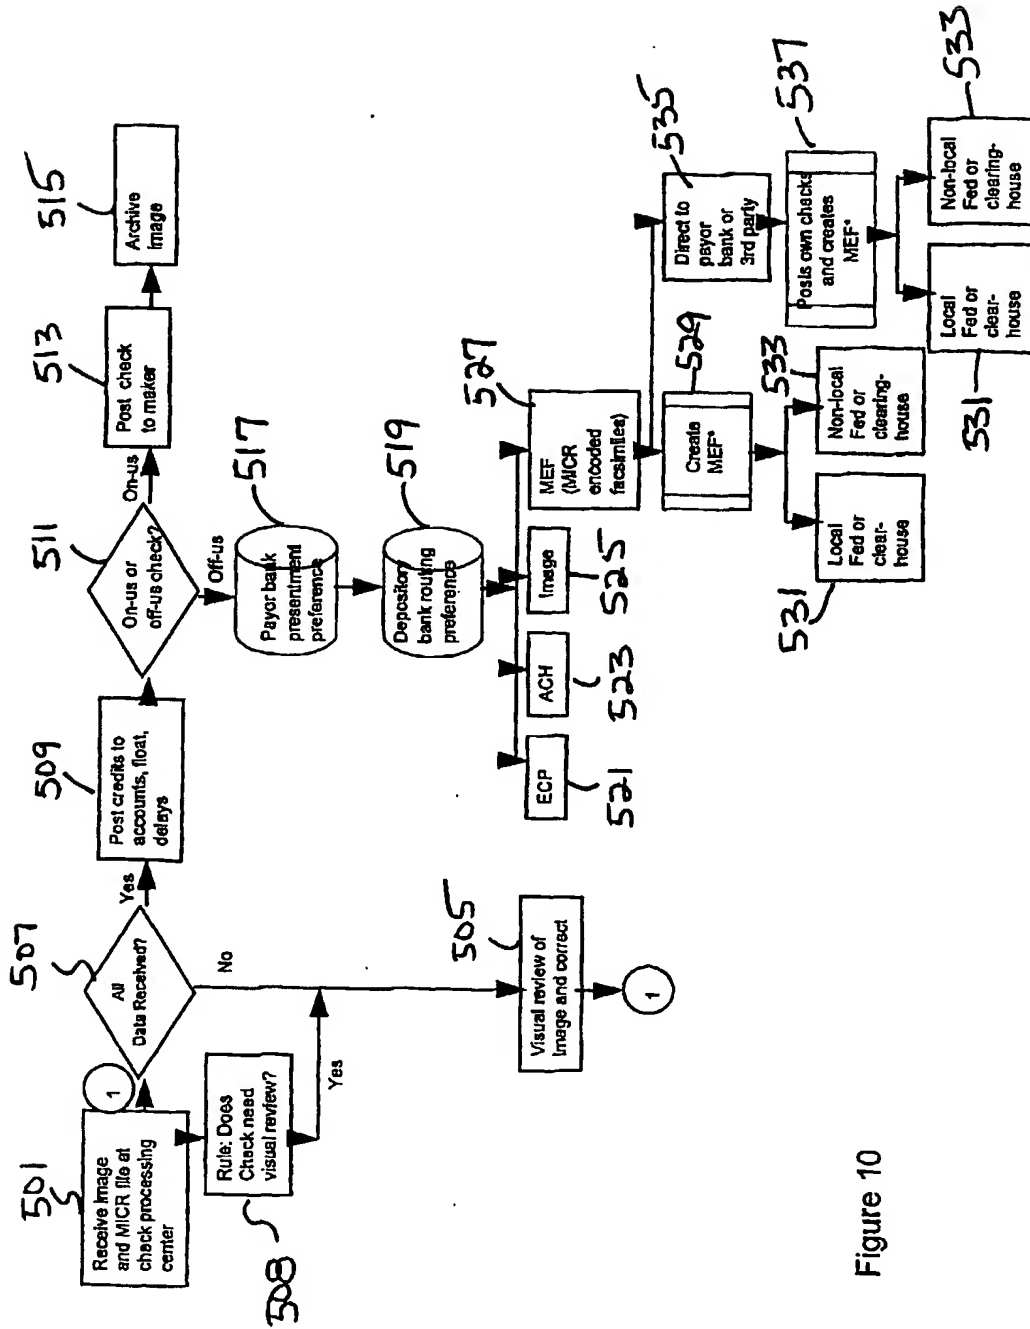 501
Receive Image
and MICR file at
check processing
center
1
507
All
Data Received?
Yes
No
508
Rule: Does
Check need
visual review?
Yes
505
Visual review of
Image and correct
1
509
Post credits to
accounts, float,
delays
511
On-us or
off-us check?
On-us
Off-us
513
Post check
to maker
515
Archive
Image
517
Payor bank
presentment
preference
519
Depository
bank routing
preference
ECP
521
ACH
523
Image
525
527
MEF
(MICR
encoded
facsimiles)
529
Create
MEF*
535
Direct to
payor
bank or
3rd party
537
Posts own checks
and creates
MEF*
Local
Fed or
clear-
house
531
533
Non-local
Fed or
clearing-
house
Local
Fed or
clear-
house
531
Non-local
Fed or
clearing-
house
533
Figure 10